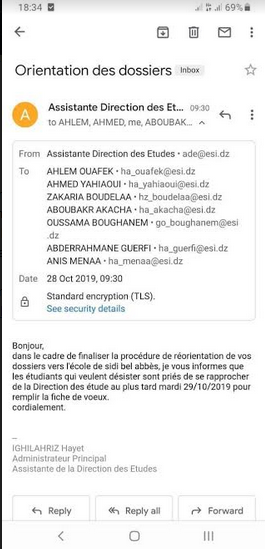 18:34
69%
Orientation des dossiers Inbox
A
Assistante Direction des Et... 09:30
to AHLEM, AHMED, me, ABOUBAK...
From Assistante Direction des Etudes • ade@esi.dz
To AHLEM OUAFEK • ha_ouafek@esi.dz
AHMED YAHIAOUI • ha_yahiaoui@esi.dz
ZAKARIA BOUDELAA • hz_boudelaa@esi.dz
ABOUBAKR AKACHA • ha_akacha@esi.dz
OUSSAMA BOUGHANEM • go_boughanem@esi
.dz
ABDERRAHMANE GUERFI • ha_guerfi@esi.dz
ANIS MENAA • ha_menaa@esi.dz
Date 28 Oct 2019, 09:30
Standard encryption (TLS).
See security details
Bonjour,
dans le cadre de finaliser la procédure de réorientation de vos
dossiers vers l'école de sidi bel abbès, je vous informes que
les étudiants qui veulent désister sont priés de se rapprocher
de la Direction des étude au plus tard mardi 29/10/2019 pour
remplir la fiche de voeux.
cordialement.
--
IGHILAHRIZ Hayet
Administrateur Principal
Assistante de la Direction des Etudes
Reply
Reply all
Forward